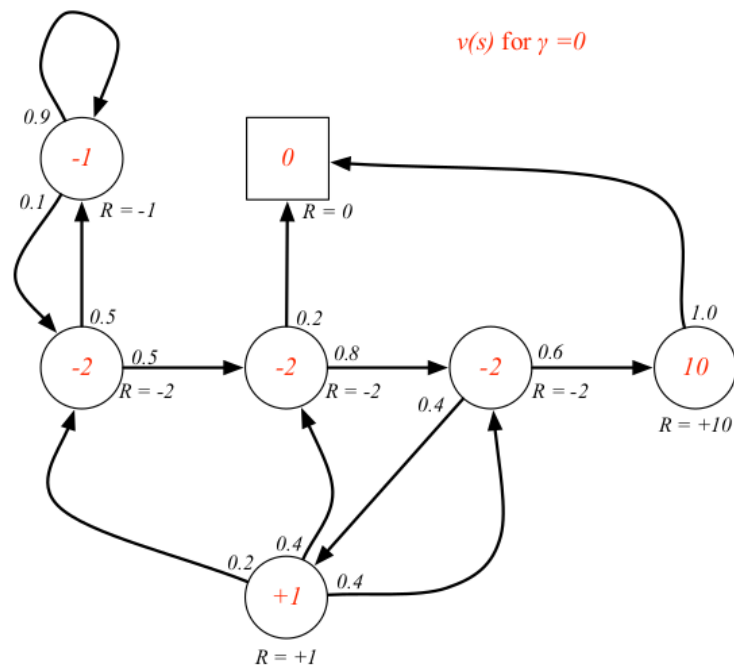 v(s) for γ =0
0.9
-1
0
0.1
R = -1
R = 0
0.5
0.2
1.0
-2
0.5
-2
0.8
-2
0.6
10
R = -2
R = -2
0.4
R = -2
R = +10
0.4
0.2
0.4
+1
R = +1